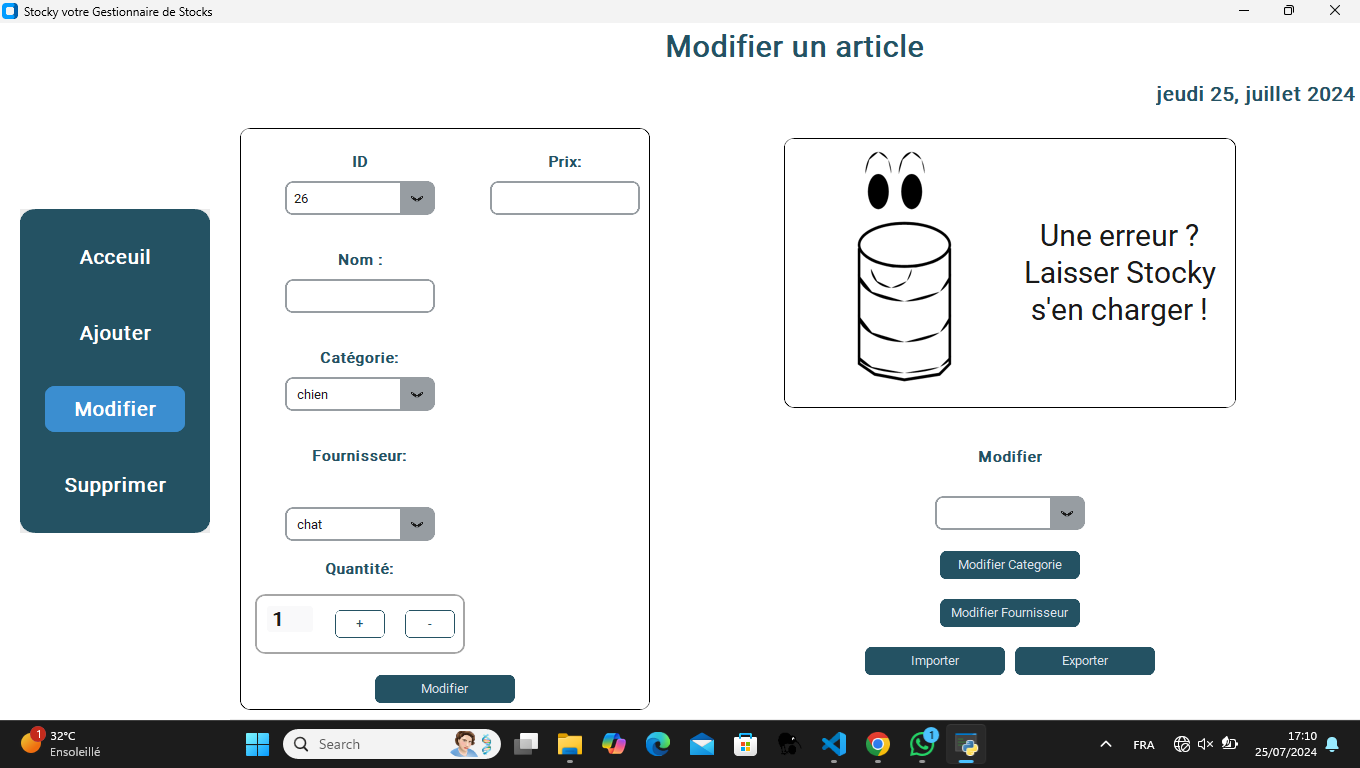 Stocky votre Gestionnaire de Stocks
Modifier un article
jeudi 25, juillet 2024
Acceuil
Ajouter
Modifier
Supprimer
ID
Prix:
26
Nom :
Catégorie:
chien
Fournisseur:
chat
Quantité:
1
+
-
Modifier
Une erreur ?
Laisser Stocky
s'en charger !
Modifier
Modifier Categorie
Modifier Fournisseur
Importer
Exporter
1
32°C
Ensoleillé
Search
1
FRA
17:10
25/07/2024